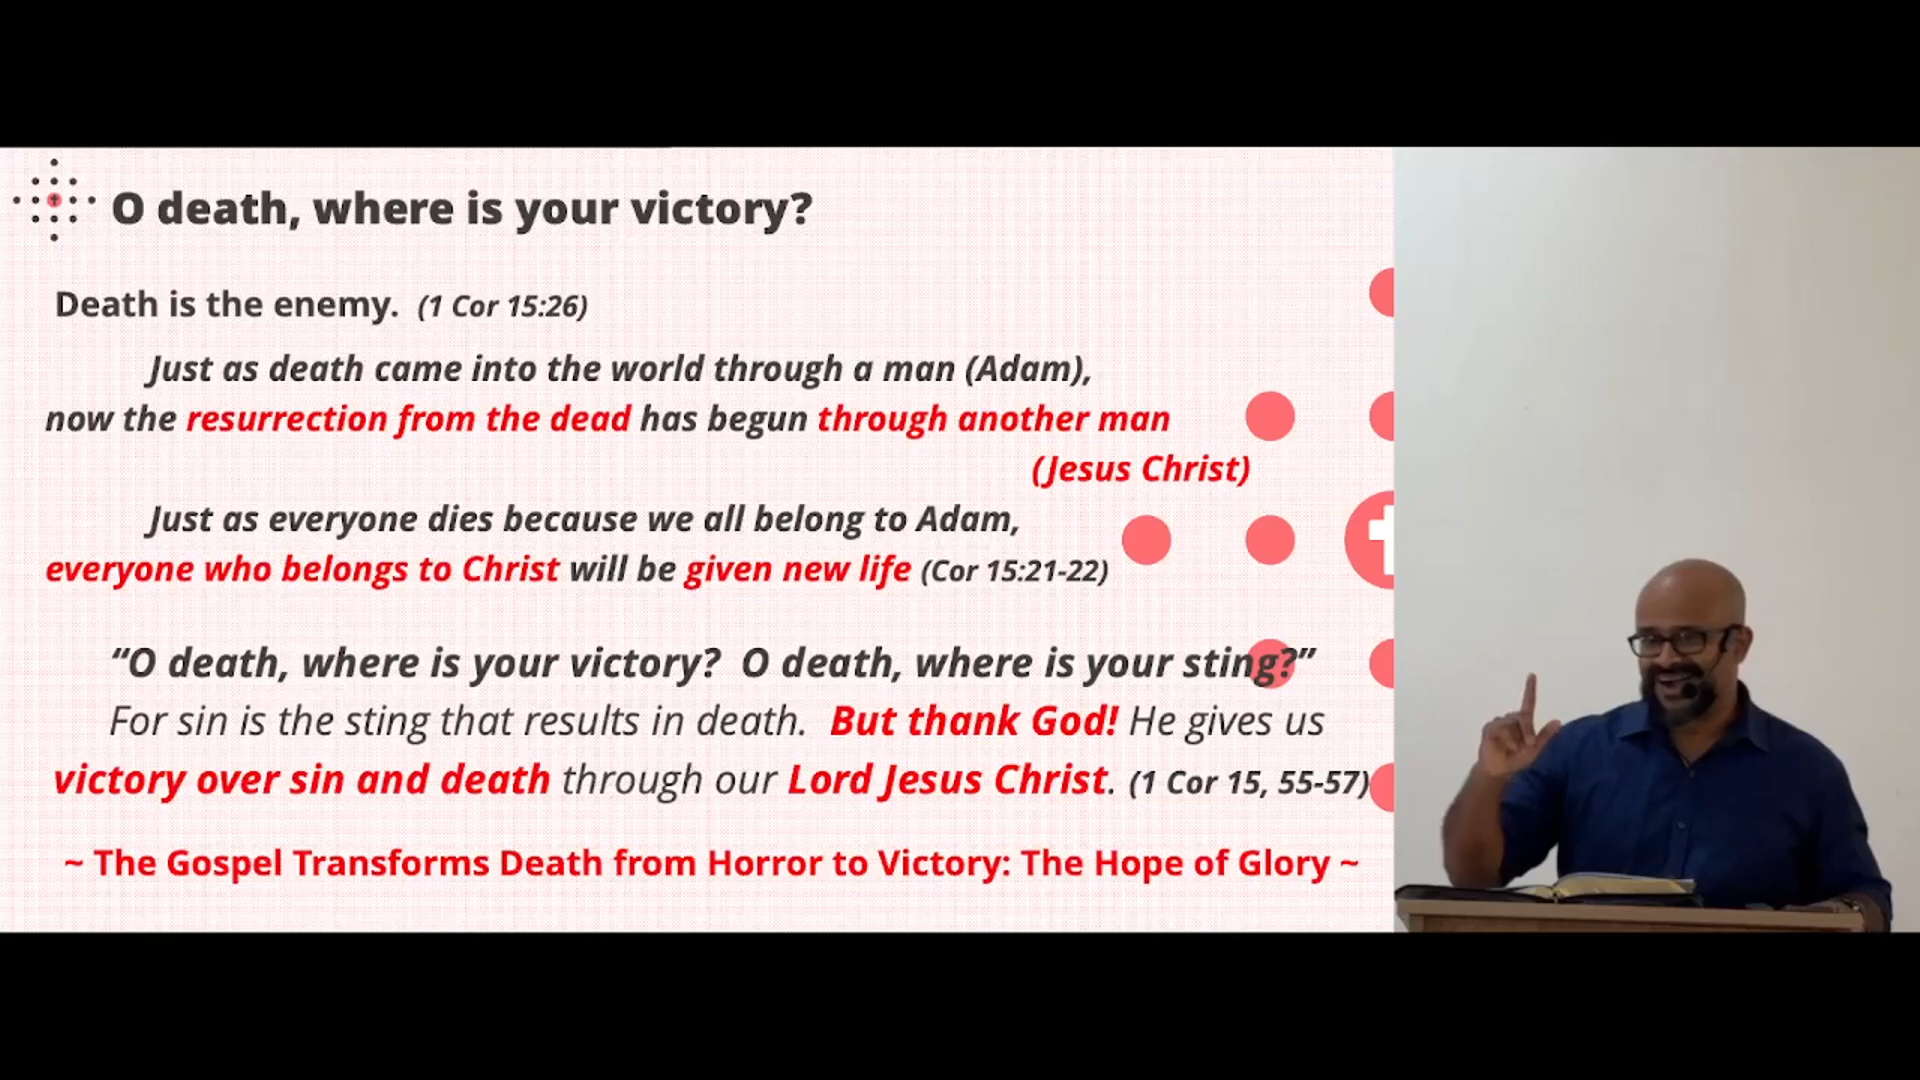 O death, where is your victory?
Death is the enemy. (1 Cor 15:26)
Just as death came into the world through a man (Adam),
now the resurrection from the dead has begun through another man
(Jesus Christ)
Just as everyone dies because we all belong to Adam,
everyone who belongs to Christ will be given new life (Cor 15:21-22)
“O death, where is your victory? O death, where is your sting?”
For sin is the sting that results in death. But thank God! He gives us
victory over sin and death through our Lord Jesus Christ. (1 Cor 15, 55-57)
~ The Gospel Transforms Death from Horror to Victory: The Hope of Glory ~